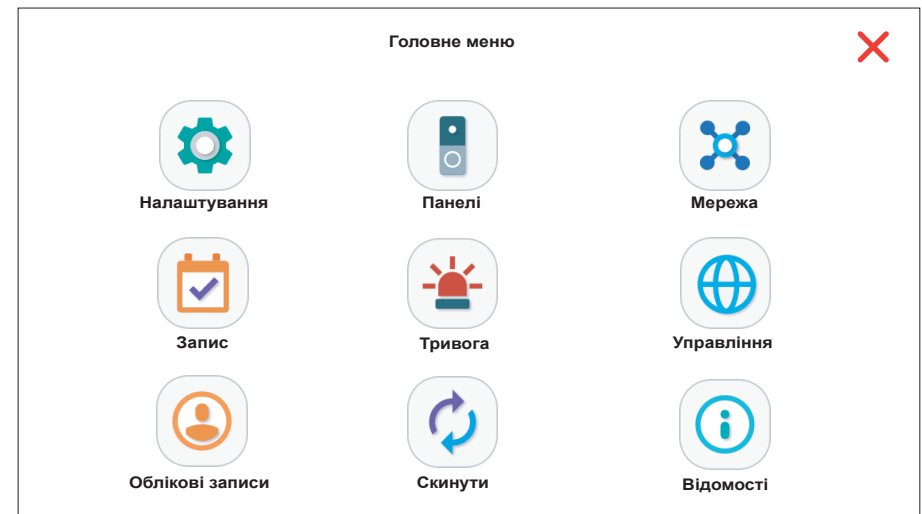 Головне меню
Налаштування
Панелі
Мережа
Запис
Тривога
Управління
Облікові записи
Скинути
Відомості